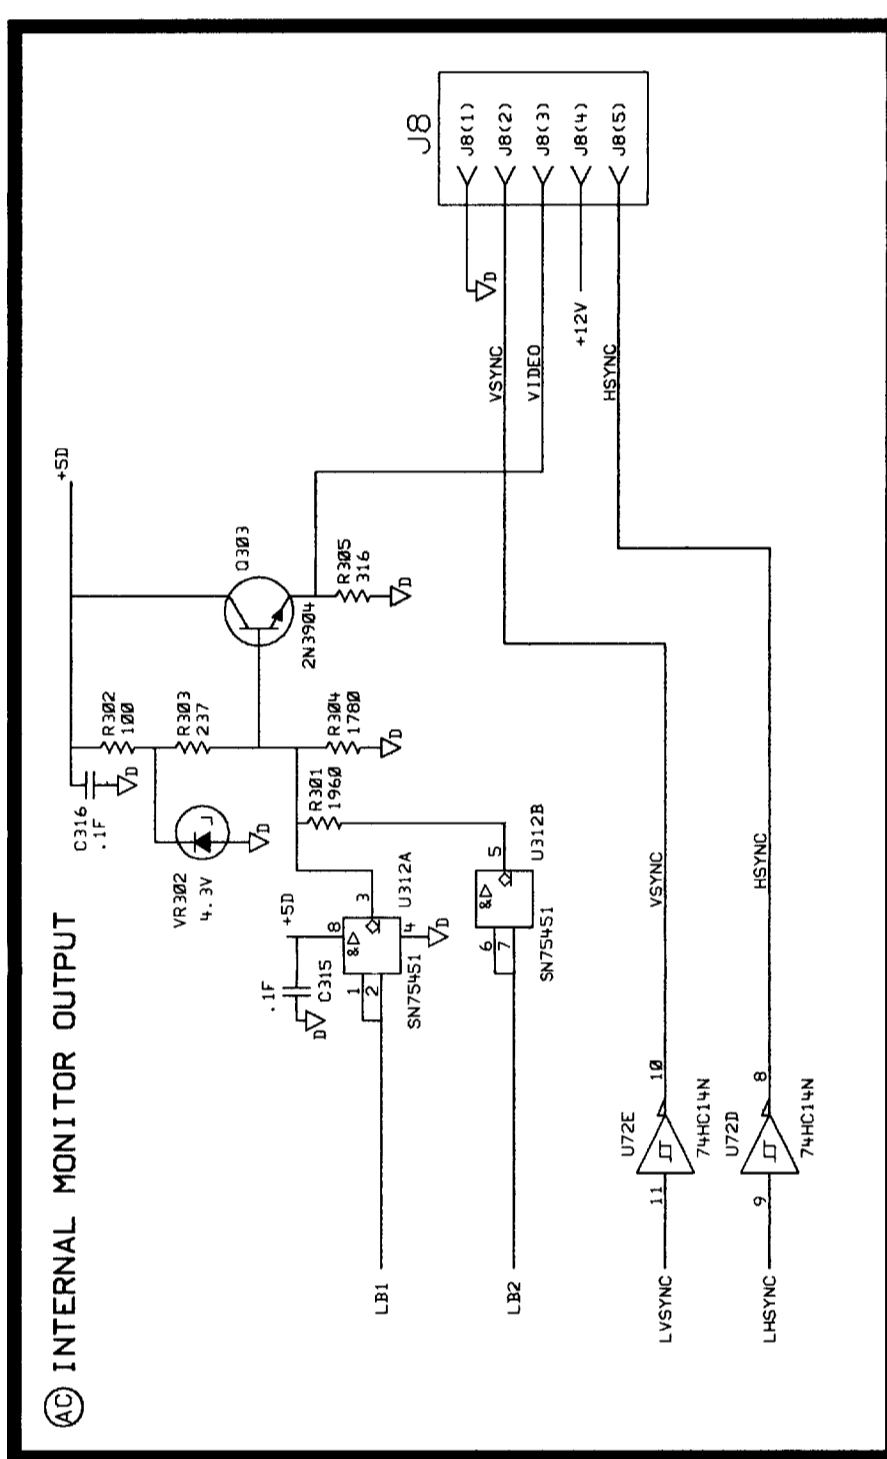 AC INTERNAL MONITOR OUTPUT
+5D
C316
.1F
D
R302
100
VR302
4.3V
D
R303
237
Q303
2N3904
R305
316
D
R304
1780
D
R301
1960
+5D
.1F
C315
D
8
&▷
3
1
2
4
D
U312A
SN75451
LB1
&▷
5
6
7
U312B
SN75451
LB2
LVSYNC
11
U72E
10
74HC14N
VSYNC
LHSYNC
9
U72D
8
74HC14N
HSYNC
J8
J8(1)
J8(2)
J8(3)
J8(4)
J8(5)
D
VSYNC
VIDEO
+12V
HSYNC